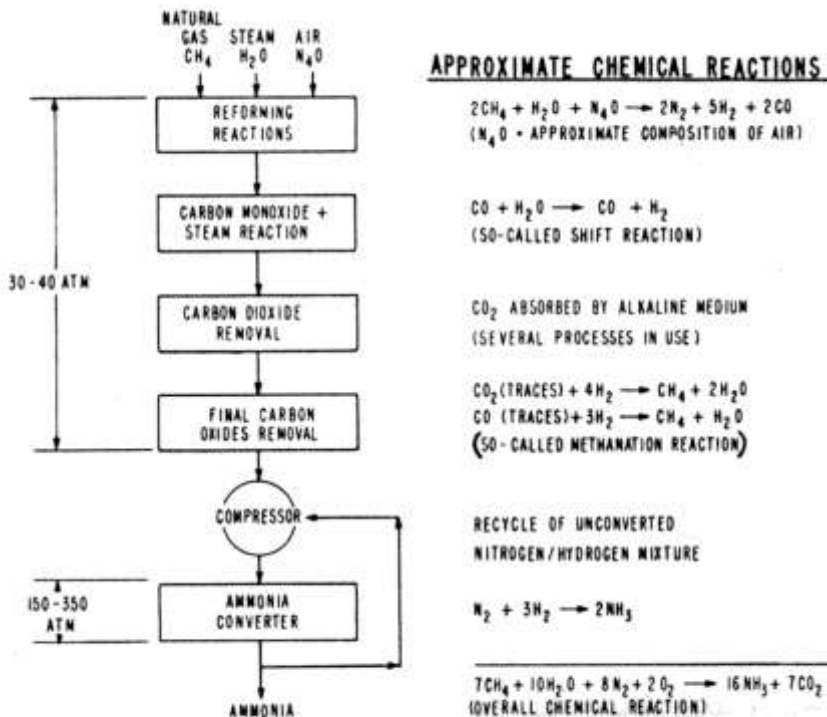 NATURAL
GAS STEAM AIR
CH₄ H₂O N₄O
APPROXIMATE CHEMICAL REACTIONS
REFORMING
REACTIONS
2CH₄ + H₂O + N₄O → 2N₂ + 5H₂ + 2CO
(N₄O • APPROXIMATE COMPOSITION OF AIR)
CARBON MONOXIDE +
STEAM REACTION
CO + H₂O → CO + H₂
(SO-CALLED SHIFT REACTION)
30-40 ATM
CARBON DIOXIDE
REMOVAL
CO₂ ABSORBED BY ALKALINE MEDIUM
(SEVERAL PROCESSES IN USE)
FINAL CARBON
OXIDES REMOVAL
CO₂ (TRACES) + 4H₂ → CH₄ + 2H₂O
CO (TRACES) + 3H₂ → CH₄ + H₂O
(SO-CALLED METHANATION REACTION)
COMPRESSOR
RECYCLE OF UNCONVERTED
NITROGEN/HYDROGEN MIXTURE
150-350
ATM
AMMONIA
CONVERTER
N₂ + 3H₂ → 2NH₃
AMMONIA
7CH₄ + 10H₂O + 8N₂ + 2O₂ → 16NH₃ + 7CO₂
(OVERALL CHEMICAL REACTION)